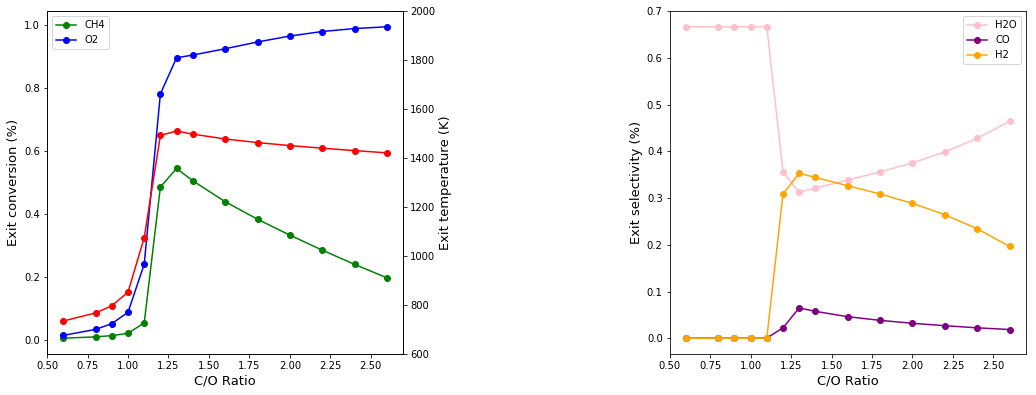 CH4
O2
Exit conversion (%)
1.0
0.8
0.6
0.4
0.2
0.0
2000
1800
1600
1400
1200
1000
800
600
Exit temperature (K)
0.50 0.75 1.00 1.25 1.50 1.75 2.00 2.25 2.50
C/O Ratio
H2O
CO
H2
Exit selectivity (%)
0.7
0.6
0.5
0.4
0.3
0.2
0.1
0.0
0.50 0.75 1.00 1.25 1.50 1.75 2.00 2.25 2.50
C/O Ratio